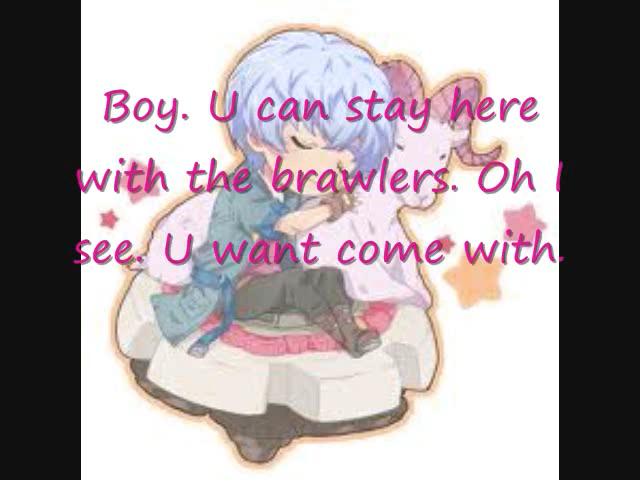 Boy. U can stay here
with the brawlers. Oh I
see. U want come with.